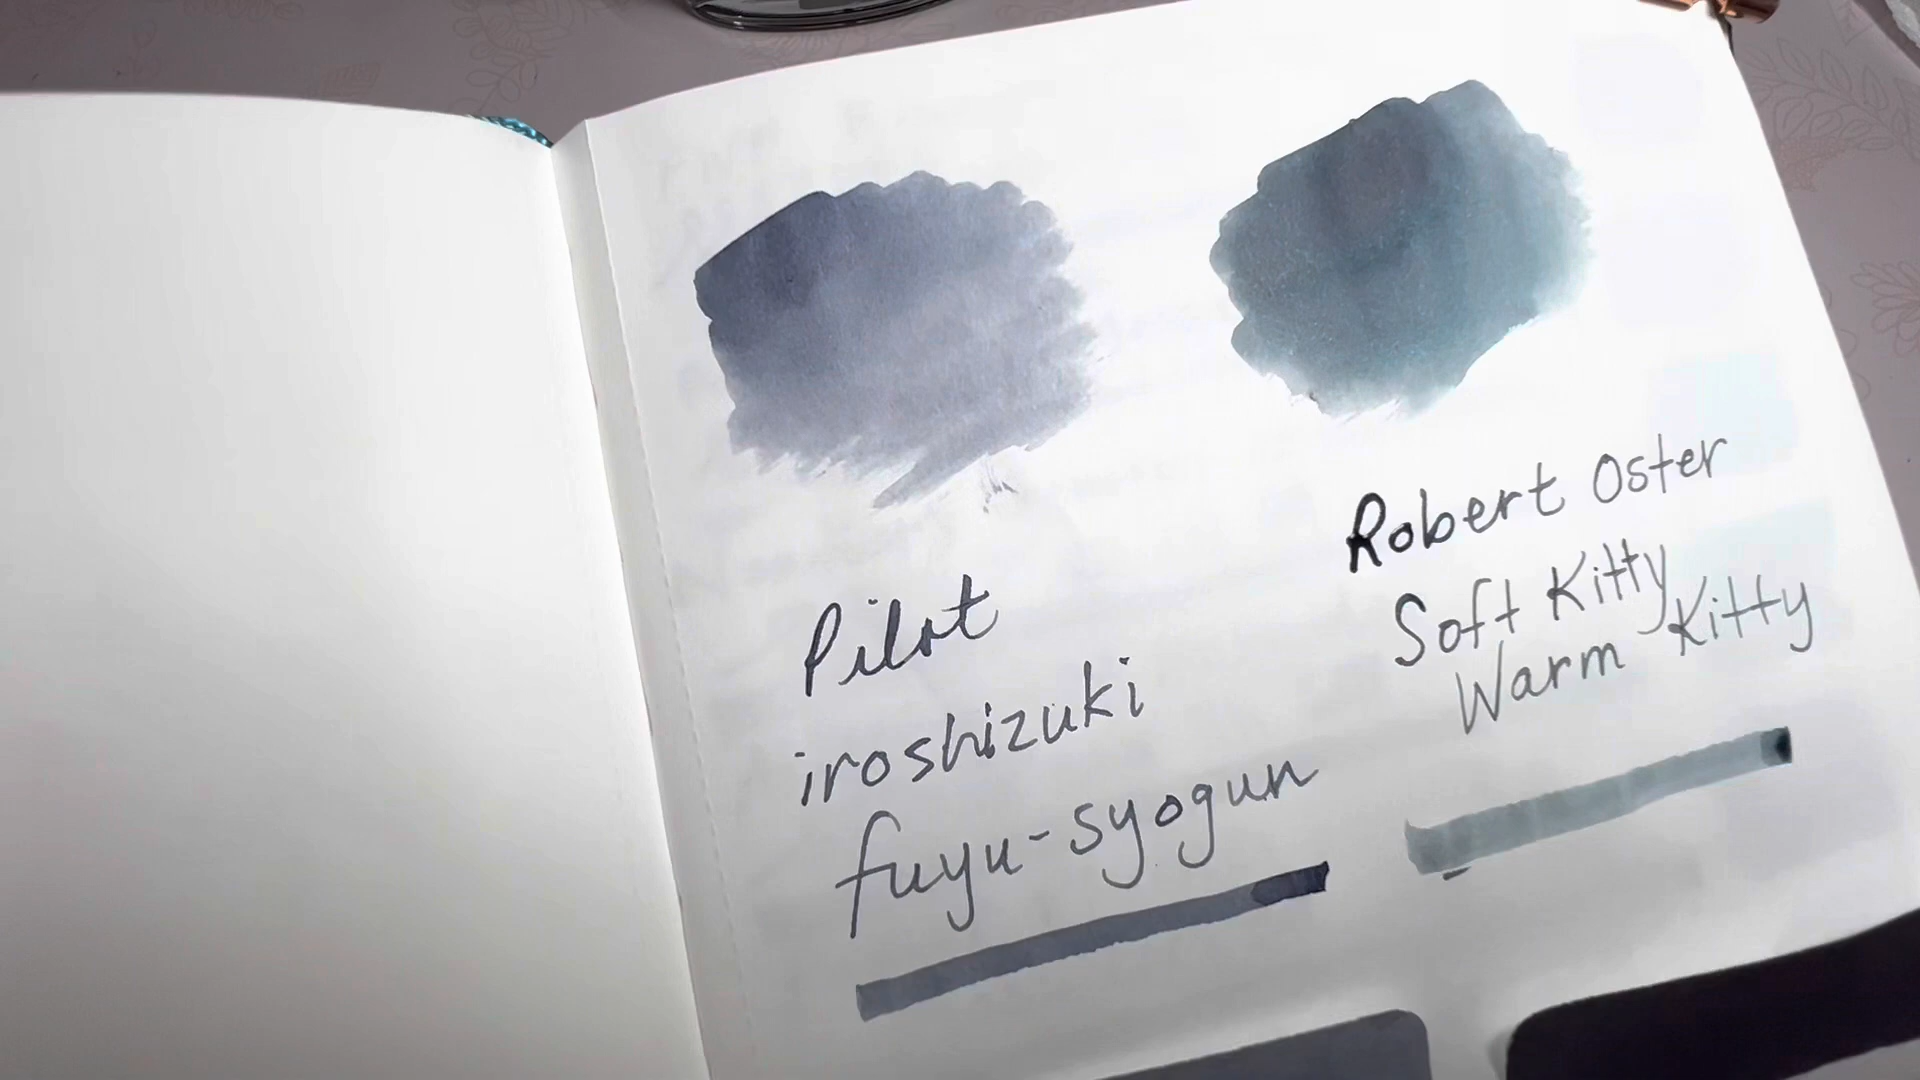 Pilot
iroshizuki
fuyu-syogun
Robert Oster
Soft Kitty
Warm Kitty